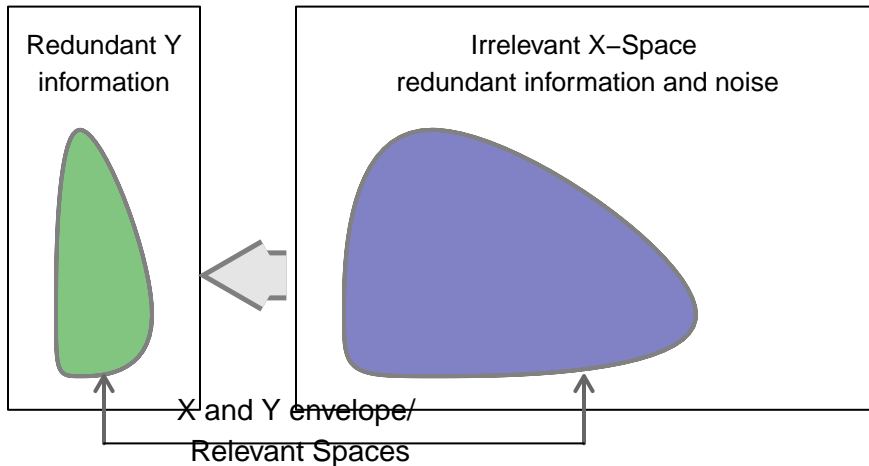 Redundant Y
information
Irrelevant X−Space
redundant information and noise
X and Y envelope/
Relevant Spaces